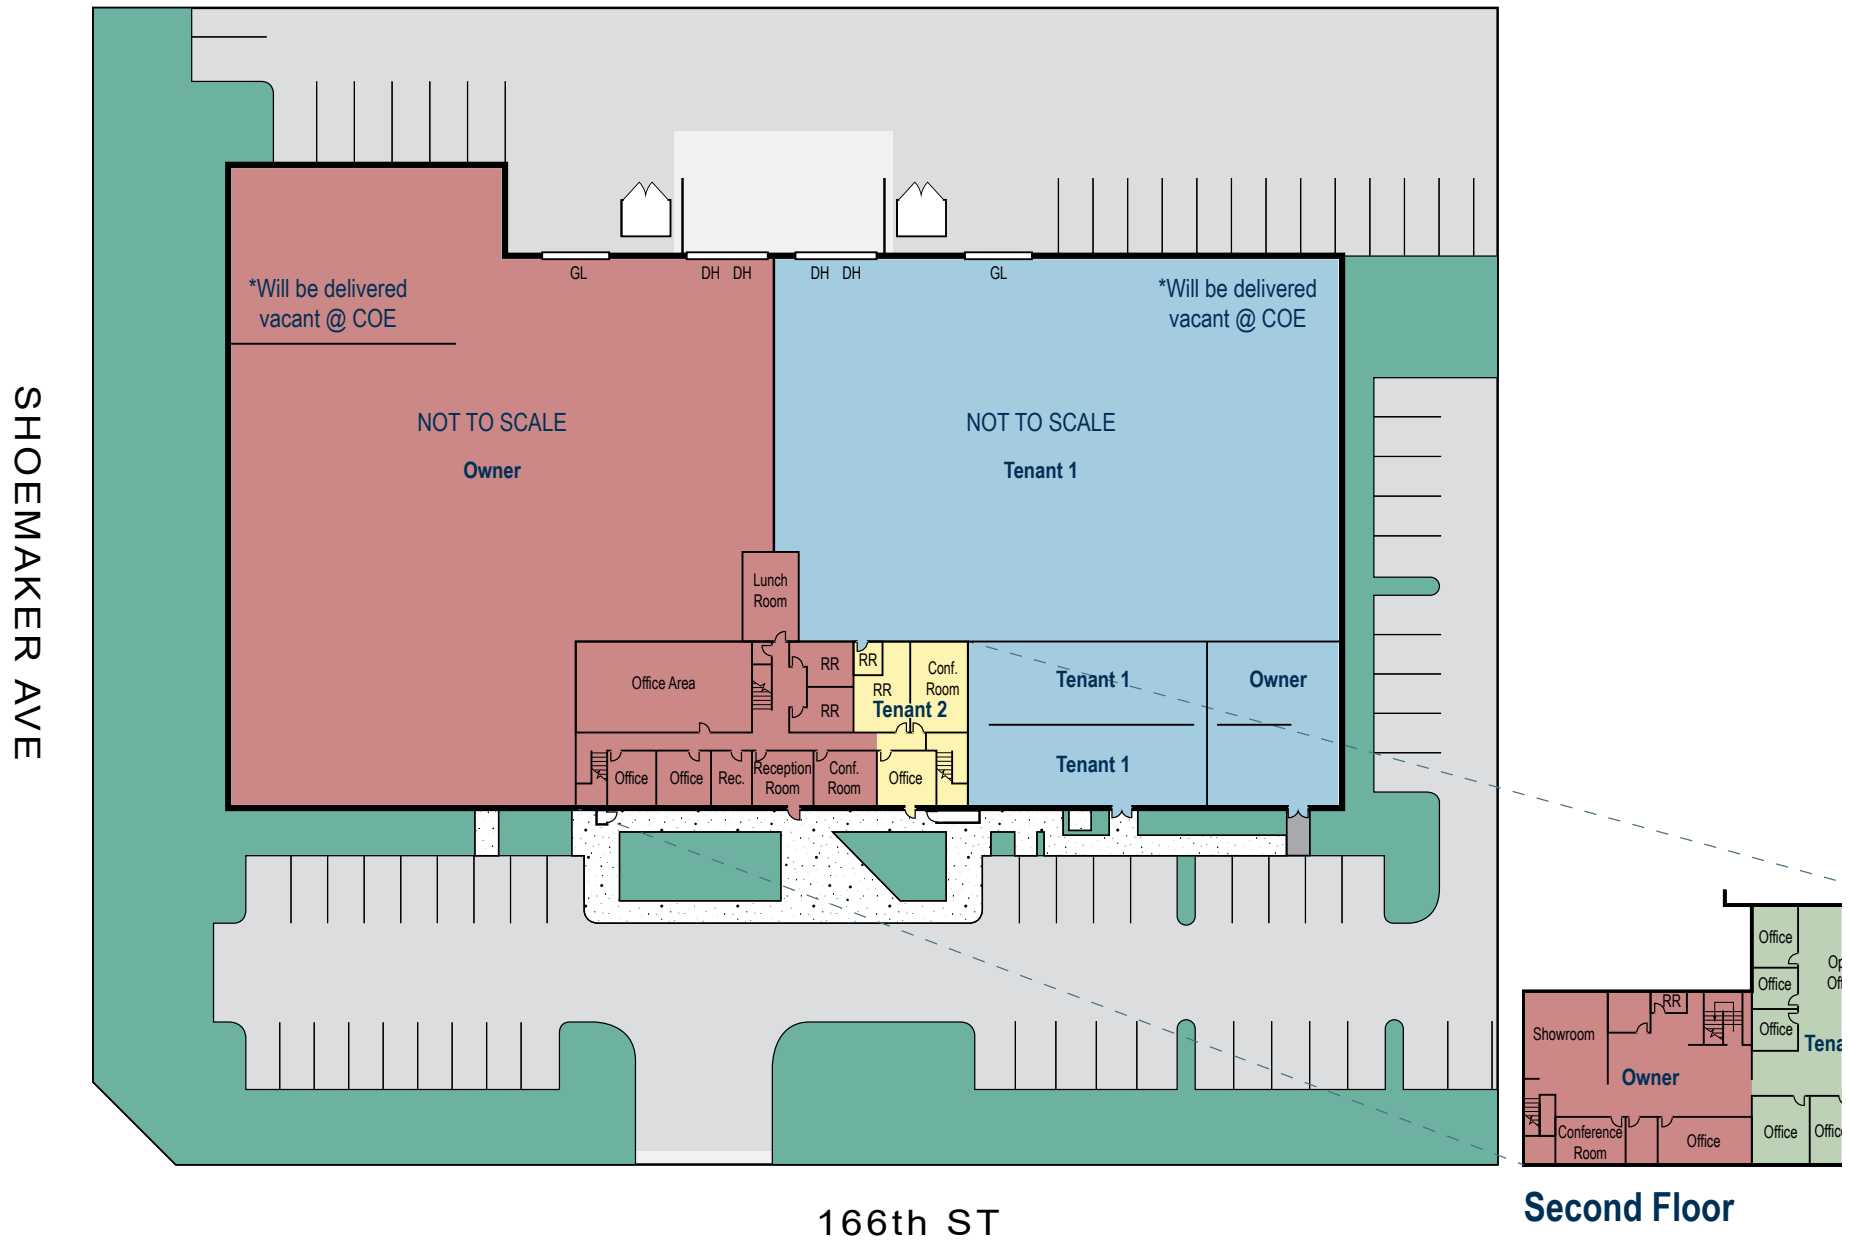 GL
DH DH
DH DH
GL
*Will be delivered
vacant @ COE
*Will be delivered
vacant @ COE
SHOEMAKER AVE
NOT TO SCALE
Owner
NOT TO SCALE
Tenant 1
Lunch
Room
Office Area
RR
RR
RR
RR
Conf.
Room
Tenant 2
Tenant 1
Owner
Tenant 1
Office
Office
Rec.
Reception
Room
Conf.
Room
Office
Office
Office
Office
RR
Showroom
Owner
Conference
Room
Office
Office
Second Floor
166th ST